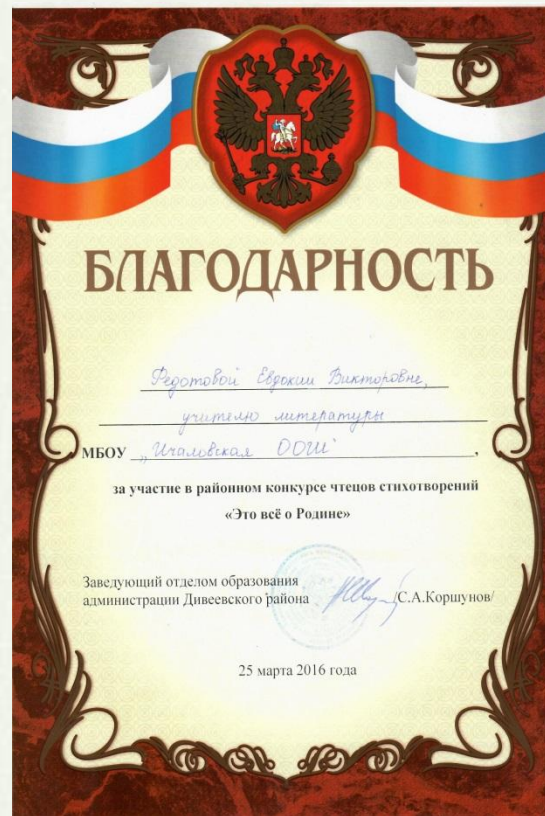 БЛАГОДАРНОСТЬ
Федотовой Евдокии Викторовне,
учителю литературы
МБОУ „Ичаловская ООШ",
за участие в районном конкурсе чтецов стихотворений
«Это всё о Родине»
Заведующий отделом образования
администрации Дивеевского района /С.А.Коршунов/
25 марта 2016 года